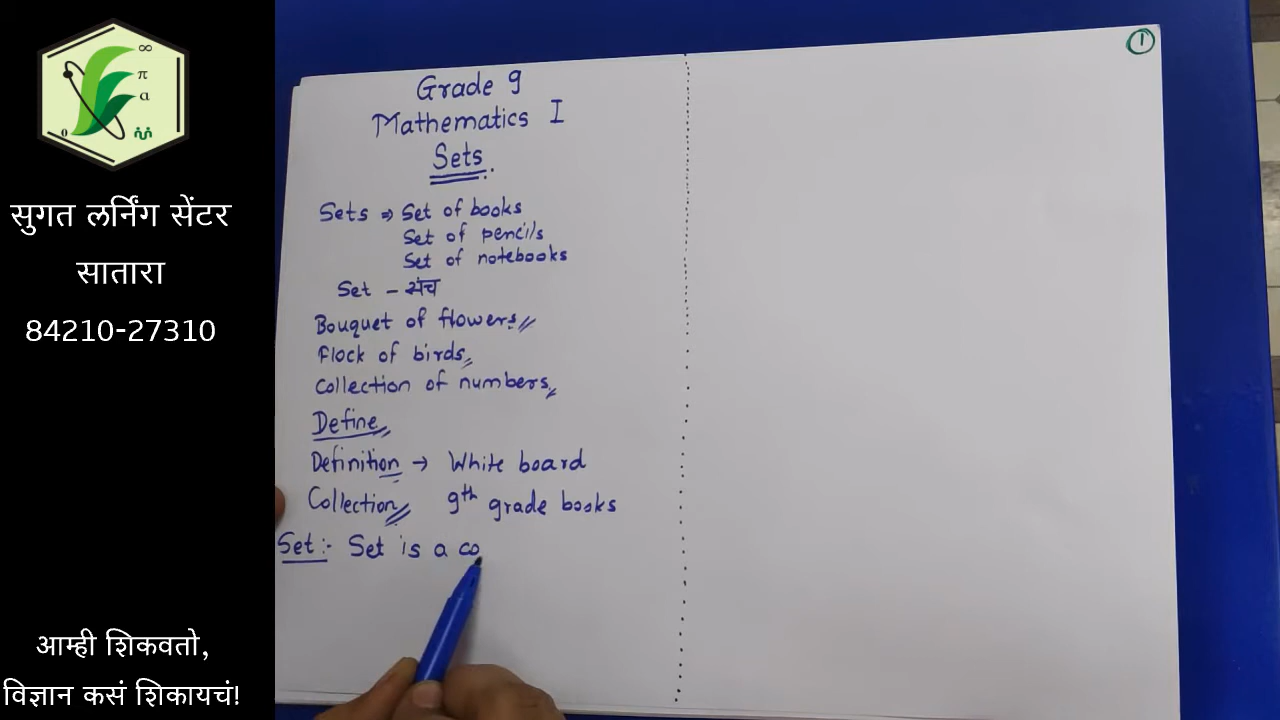 ∞
π
α
सुगत लर्निंग सेंटर
सातारा
84210-27310
आम्ही शिकवतो,
विज्ञान कसं शिकायचं!
1
Grade 9
Mathematics I
Sets
Sets ⇒ Set of books
Set of pencils
Set of notebooks
Set - संच
Bouquet of flowers
Flock of birds
Collection of numbers
Define
Definition → White board
Collection 9th grade books
Set:- Set is a co